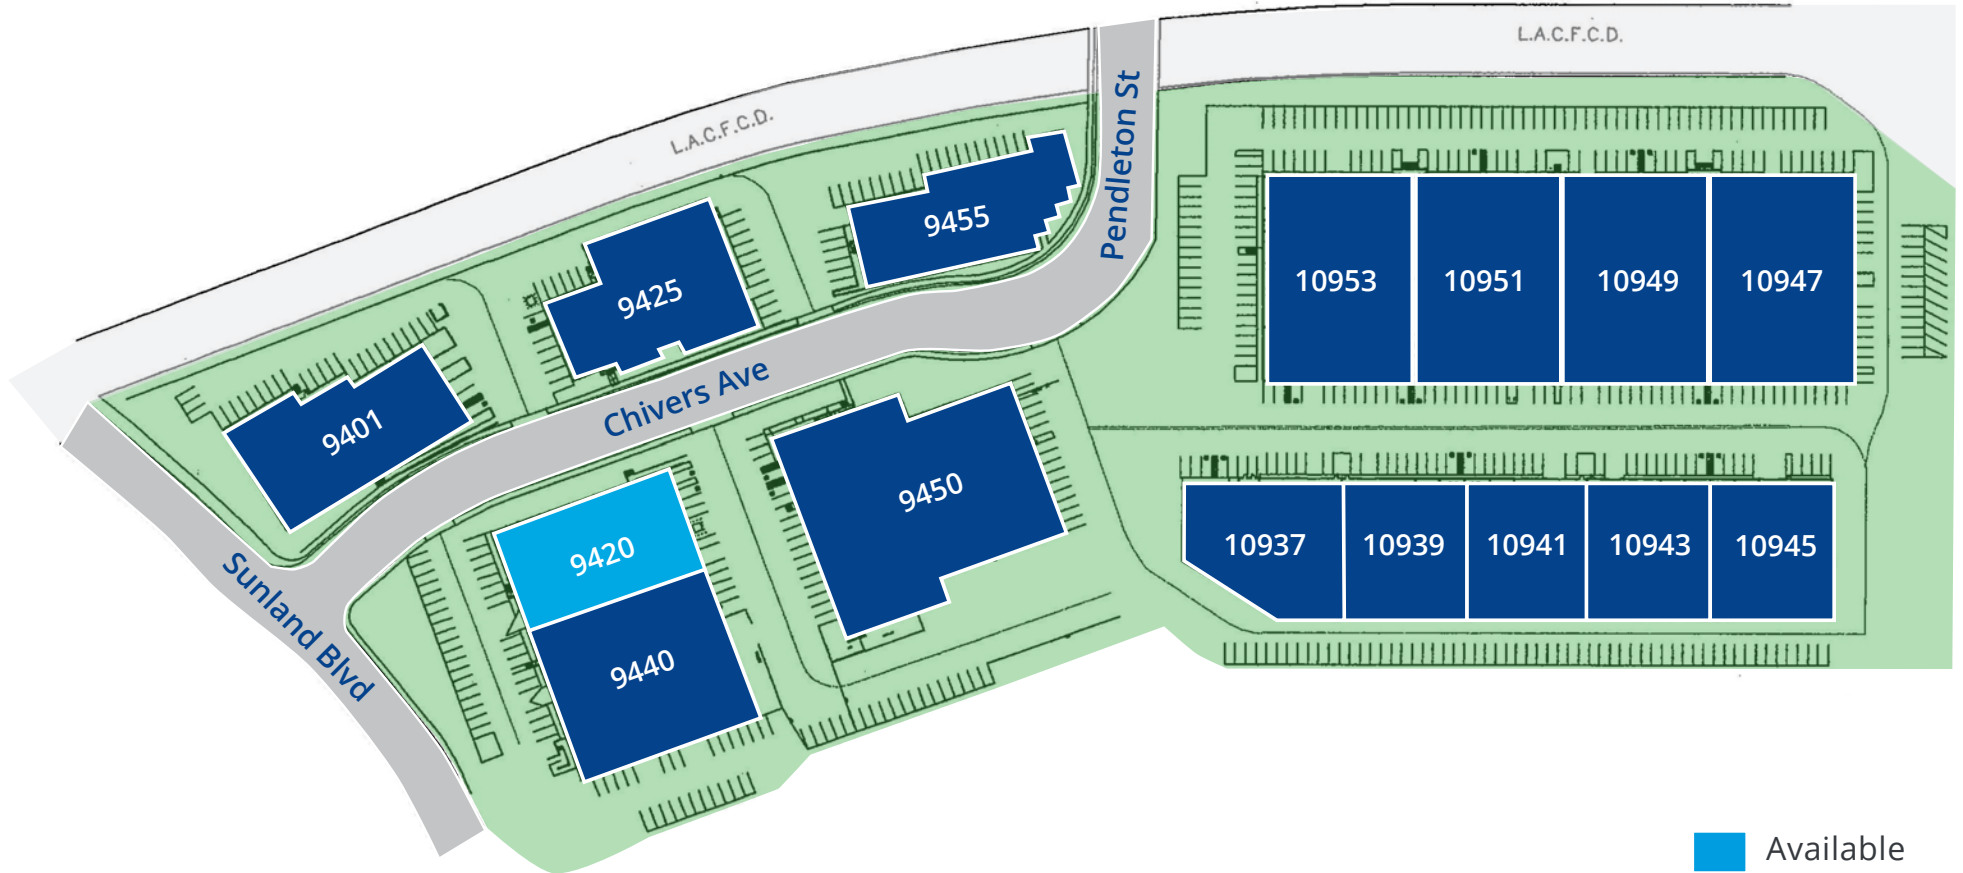 L.A.C.F.C.D.
L.A.C.F.C.D.
Pendleton St
9455
9425
9401
Chivers Ave
10953
10951
10949
10947
9450
9420
9440
Sunland Blvd
10937
10939
10941
10943
10945
Available